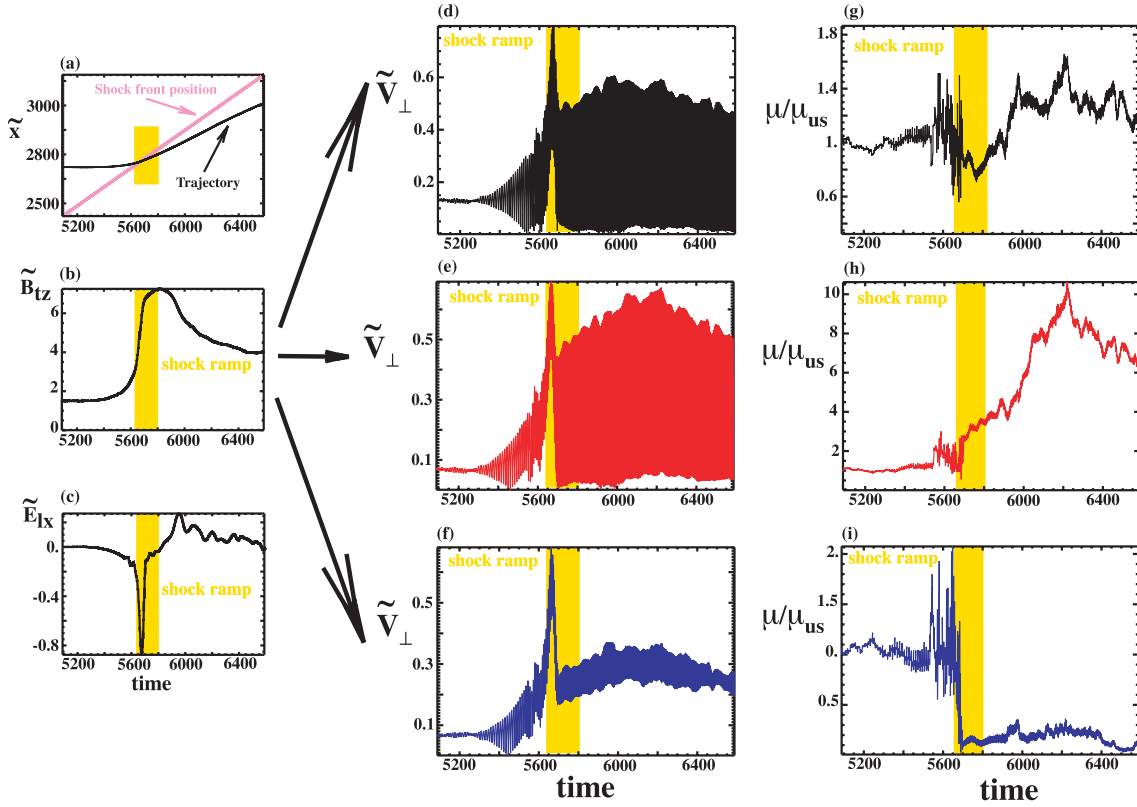 (a)
x̃
3000
2800
2500
Shock front position
Trajectory
5200 5600 6000 6400
(b)
B̃tz
6
4
2
0
shock ramp
5200 5600 6000 6400
(c)
Ẽlx
0.
-0.4
-0.8
shock ramp
5200 5600 6000 6400
time
(d)
Ṽ⊥
0.6
0.4
0.2
shock ramp
5200 5600 6000 6400
(e)
Ṽ⊥
0.5
0.3
0.1
shock ramp
5200 5600 6000 6400
(f)
Ṽ⊥
0.5
0.3
0.1
shock ramp
5200 5600 6000 6400
time
(g)
μ/μus
1.8
1.4
1.
0.6
shock ramp
5200 5600 6000 6400
(h)
μ/μus
10
8
6
4
2
shock ramp
5200 5600 6000 6400
(i)
μ/μus
2.
1.5
0.
0.5
shock ramp
5200 5600 6000 6400
time